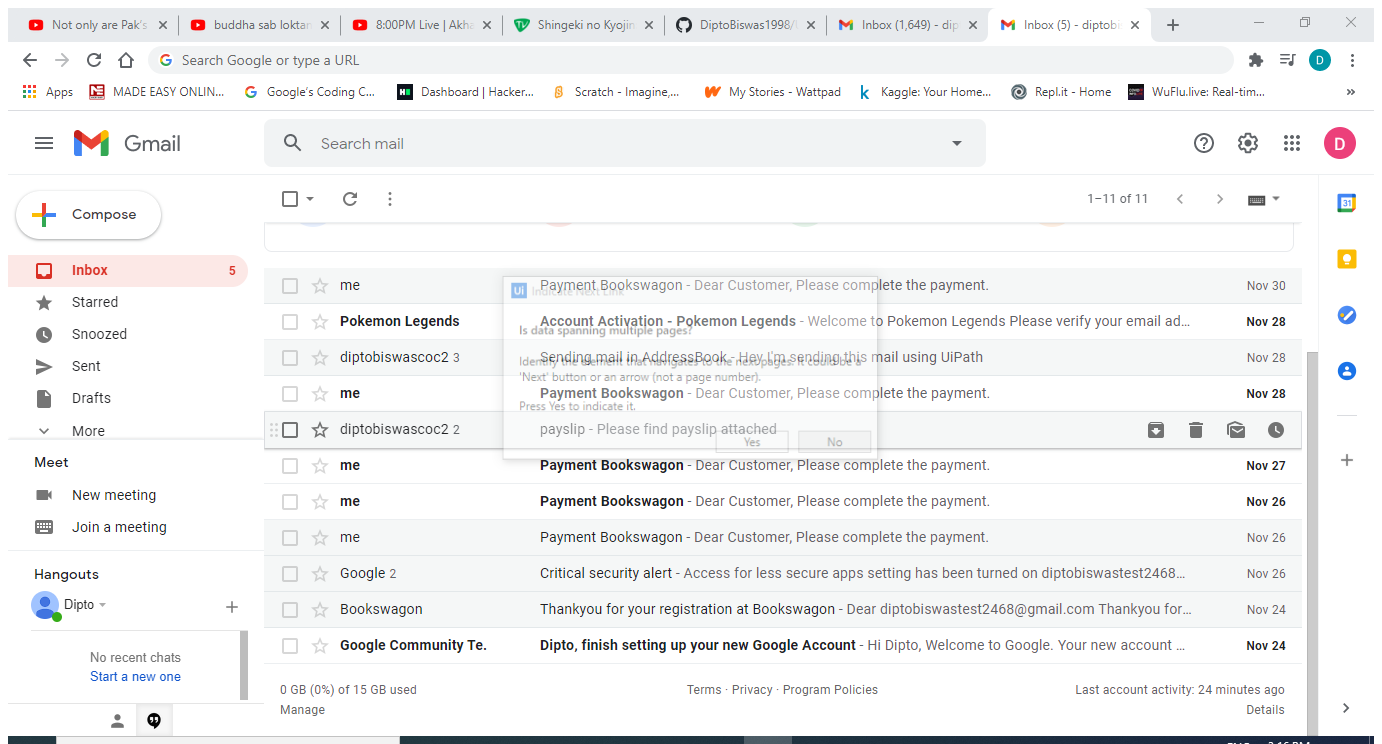 Not only are Pak's
buddha sab loktan
8:00PM Live | Akha
Shingeki no Kyojin
DiptoBiswas1998/
Inbox (1,649) - dip
Inbox (5) - diptobi
Search Google or type a URL
D
Apps
MADE EASY ONLIN...
Google's Coding C...
Dashboard | Hacker...
Scratch - Imagine,...
My Stories - Wattpad
Kaggle: Your Home...
Repl.it - Home
WuFlu.live: Real-tim...
»
Gmail
Search mail
D
Compose
1–11 of 11
Inbox 5
Starred
Snoozed
Sent
Drafts
More
Meet
New meeting
Join a meeting
Hangouts
Dipto
No recent chats
Start a new one
me Payment Bookswagon - Dear Customer, Please complete the payment. Nov 30
Pokemon Legends Account Activation - Pokemon Legends - Welcome to Pokemon Legends Please verify your email ad... Nov 28
diptobiswascoc2 3 Sending mail in AddressBook - Hey I'm sending this mail using UiPath Nov 28
me Payment Bookswagon - Dear Customer, Please complete the payment. Nov 28
diptobiswascoc2 2 payslip - Please find payslip attached
me Payment Bookswagon - Dear Customer, Please complete the payment. Nov 27
me Payment Bookswagon - Dear Customer, Please complete the payment. Nov 26
me Payment Bookswagon - Dear Customer, Please complete the payment. Nov 26
Google 2 Critical security alert - Access for less secure apps setting has been turned on diptobiswastest2468... Nov 26
Bookswagon Thankyou for your registration at Bookswagon - Dear diptobiswastest2468@gmail.com Thankyou for... Nov 24
Google Community Te. Dipto, finish setting up your new Google Account - Hi Dipto, Welcome to Google. Your new account ... Nov 24
Ui Indicate Next Link
Is data spanning multiple pages?
Identify the element that navigates to the next pages. It could be a
'Next' button or an arrow (not a page number).
Press Yes to indicate it.
Yes No
0 GB (0%) of 15 GB used
Manage
Terms · Privacy · Program Policies
Last account activity: 24 minutes ago
Details
31